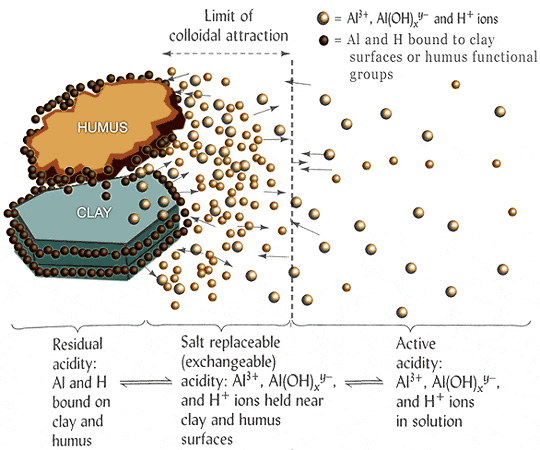 Limit of
colloidal attraction
= Al³⁺, Al(OH)ₓʸ⁻ and H⁺ ions
= Al and H bound to clay
surfaces or humus functional
groups
HUMUS
CLAY
Residual
acidity:
Al and H
bound on
clay and
humus
Salt replaceable
(exchangeable)
acidity: Al³⁺, Al(OH)ₓʸ⁻,
and H⁺ ions held near
clay and humus
surfaces
Active
acidity:
Al³⁺, Al(OH)ₓʸ⁻,
and H⁺ ions
in solution